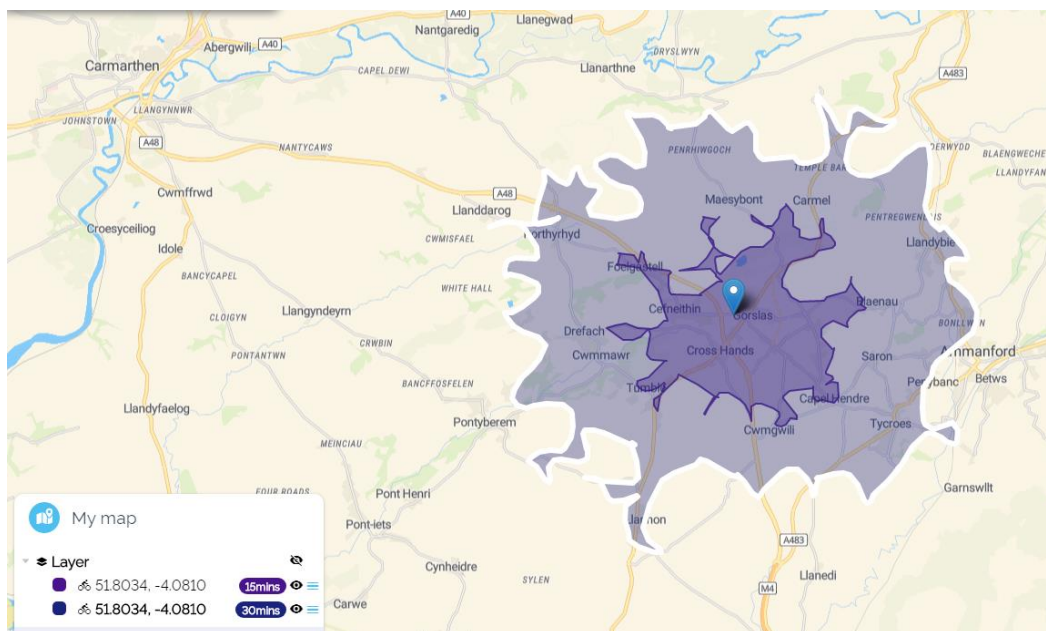 A40
Llanegwad
Nantgaredig
Abergwili
A40
DRYSLWYN
Carmarthen
CAPEL DEWI
Llanarthne
A483
LLANGYNNWR
JOHNSTOWN
A48
NANTYCAWS
PENRHIWGOCH
DERWYDD
BLAENGWECHE
TEMPLE BAR
LLANDYFAN
Cwmffrwd
A48
Maesybont
Carmel
Llanddarog
PENTREGWENLAIS
Croesyceiliog
Porthyrhyd
CWMISFAEL
Llandybie
Idole
Foelgastell
BANCYCAPEL
WHITE HALL
Blaenau
Llangyndeyrn
Cefneithin
Gorslas
CLOIGYN
Drefach
BONLLWYN
CRWBIN
PONTANTWN
Cwmmawr
Cross Hands
Saron
Ammanford
BANCFFOSFELEN
Tumble
Penybanc
Betws
Llandyfaelog
Capel Hendre
Pontyberem
Cwmgwili
Tycroes
MEINCIAU
Garnswllt
FOUR ROADS
Pont Henri
My map
Pont-iets
Llannon
A483
Layer
Cynheidre
SYLEN
Llanedi
51.8034, -4.0810
15mins
M4
51.8034, -4.0810
30mins
Carwe